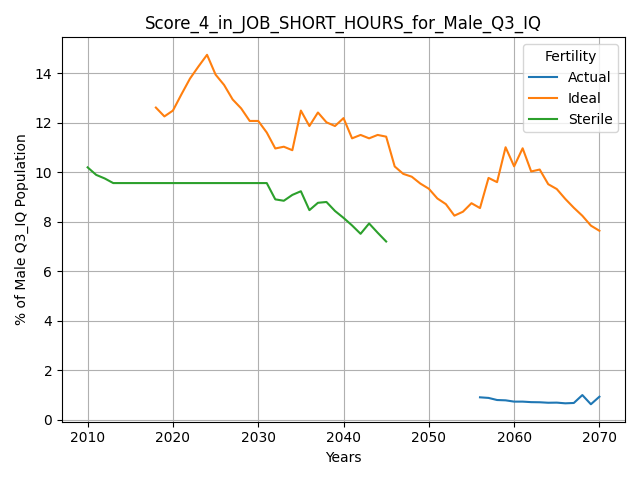 Score_4_in_JOB_SHORT_HOURS_for_Male_Q3_IQ
Fertility
Actual
Ideal
Sterile
% of Male Q3_IQ Population
14
12
10
8
6
4
2
0
2010 2020 2030 2040 2050 2060 2070
Years